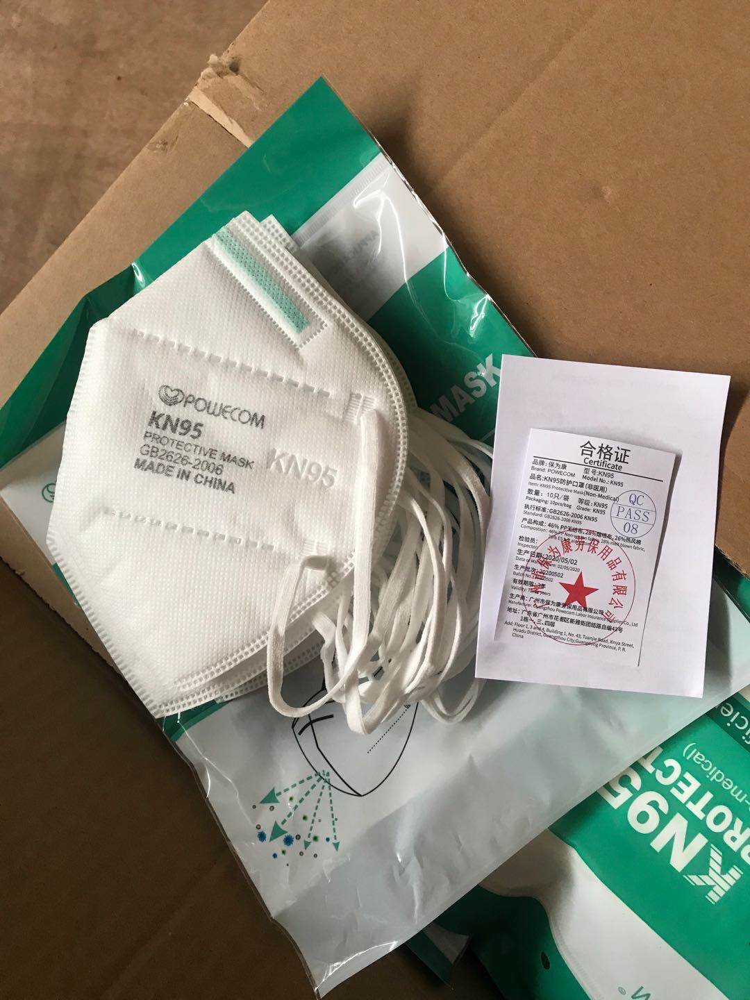 POWECOM
KN95
PROTECTIVE MASK
GB2626-2006
MADE IN CHINA
KN95
MASK
合格证
Certificate
品牌: 保为康 型号:KN95
Brand: POWECOM Model No.: KN95
品名:KN95防护口罩(非医用)
Item: KN95 Protective Mask(Non-Medical)
数量: 10只/袋 等级:KN95
Packaging: 10pcs/bag Grade: KN95
执行标准:GB2626-2006 KN95
Standard: GB2626-2006 KN95
产品构成: 46% PP无纺布,28%熔喷布,26%热风棉
Compostion: 46% PP Non-woven fabric, 28% melt blown fabric,
检验员:
Inspector
生产日期:2020/05/02
Data of Manufacture: 02/05/2020
生产批次:20200502
Batch No.:20200502
有效期限:3年
Validity: Three years
生产商: 广州市保为康劳保用品有限公司
Manufacturer: Guangzhou Powecom Labor Insurance Supplies Co., Ltd
地址: 广东省广州市花都区新雅街团结路自编43号
1栋一、三、四层
Add: Floor 1, 3 and 4, Building 1, No. 43, Tuanjie Road, Xinya Street,
Huadu District, Guangzhou City,Guangdong Province, P. R.
China
QC
PASS
08
保为康劳保用品有限公司
KN95
PROTECT
-medical)